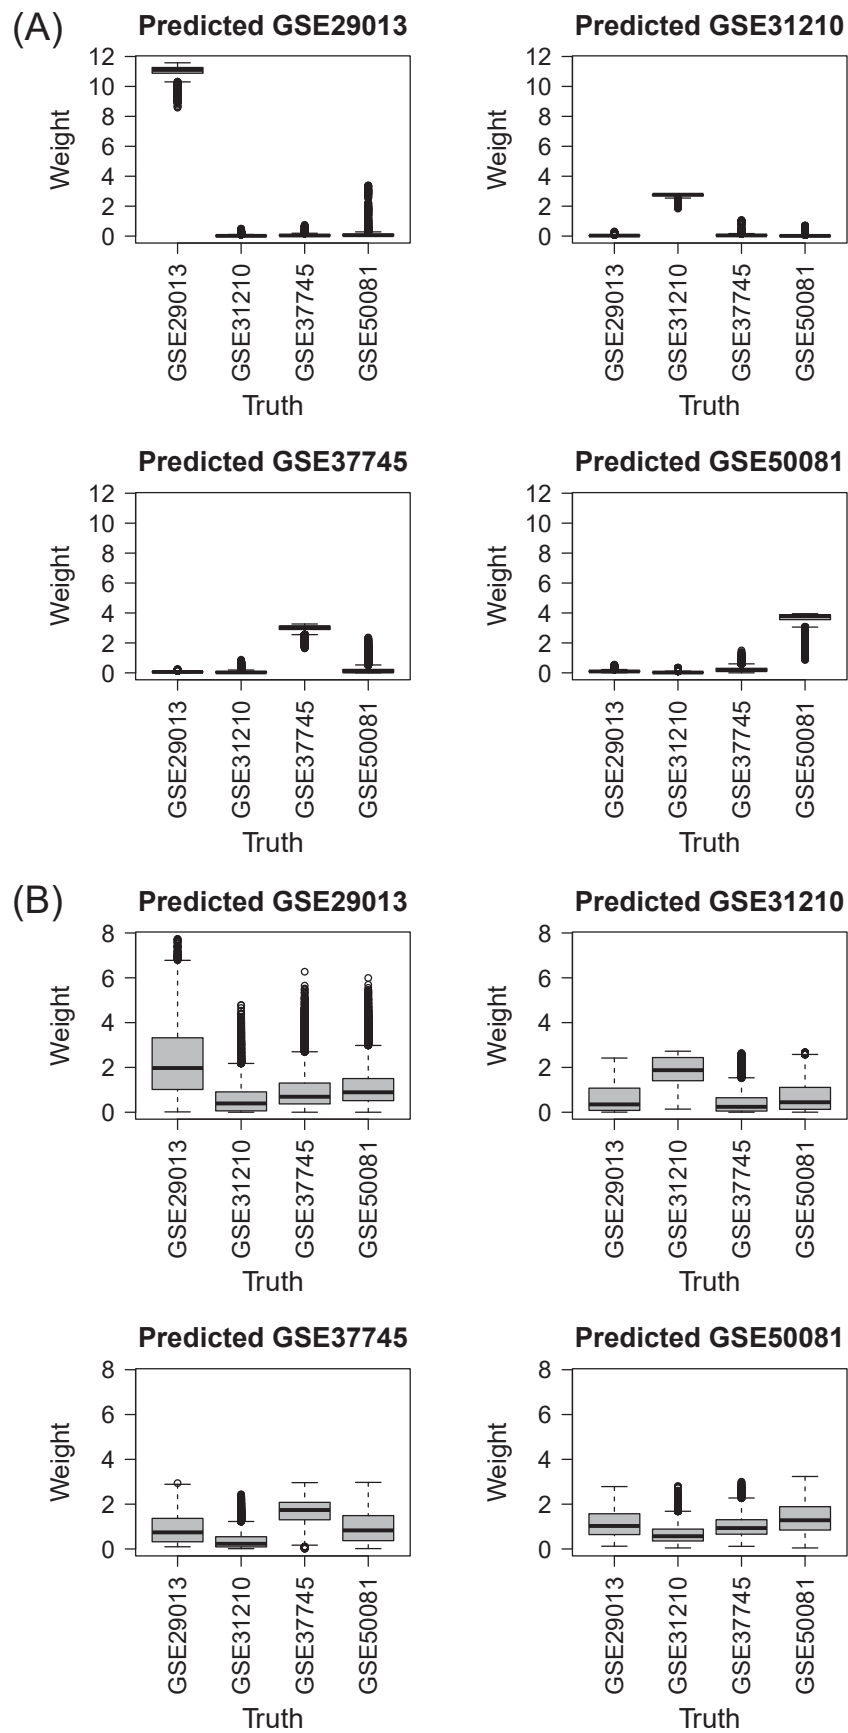 (A)
Predicted GSE29013
Weight
12
10
8
6
4
2
0
GSE29013
GSE31210
GSE37745
GSE50081
Truth
Predicted GSE31210
Weight
12
10
8
6
4
2
0
GSE29013
GSE31210
GSE37745
GSE50081
Truth
Predicted GSE37745
Weight
12
10
8
6
4
2
0
GSE29013
GSE31210
GSE37745
GSE50081
Truth
Predicted GSE50081
Weight
12
10
8
6
4
2
0
GSE29013
GSE31210
GSE37745
GSE50081
Truth
(B)
Predicted GSE29013
Weight
8
6
4
2
0
GSE29013
GSE31210
GSE37745
GSE50081
Truth
Predicted GSE31210
Weight
8
6
4
2
0
GSE29013
GSE31210
GSE37745
GSE50081
Truth
Predicted GSE37745
Weight
8
6
4
2
0
GSE29013
GSE31210
GSE37745
GSE50081
Truth
Predicted GSE50081
Weight
8
6
4
2
0
GSE29013
GSE31210
GSE37745
GSE50081
Truth